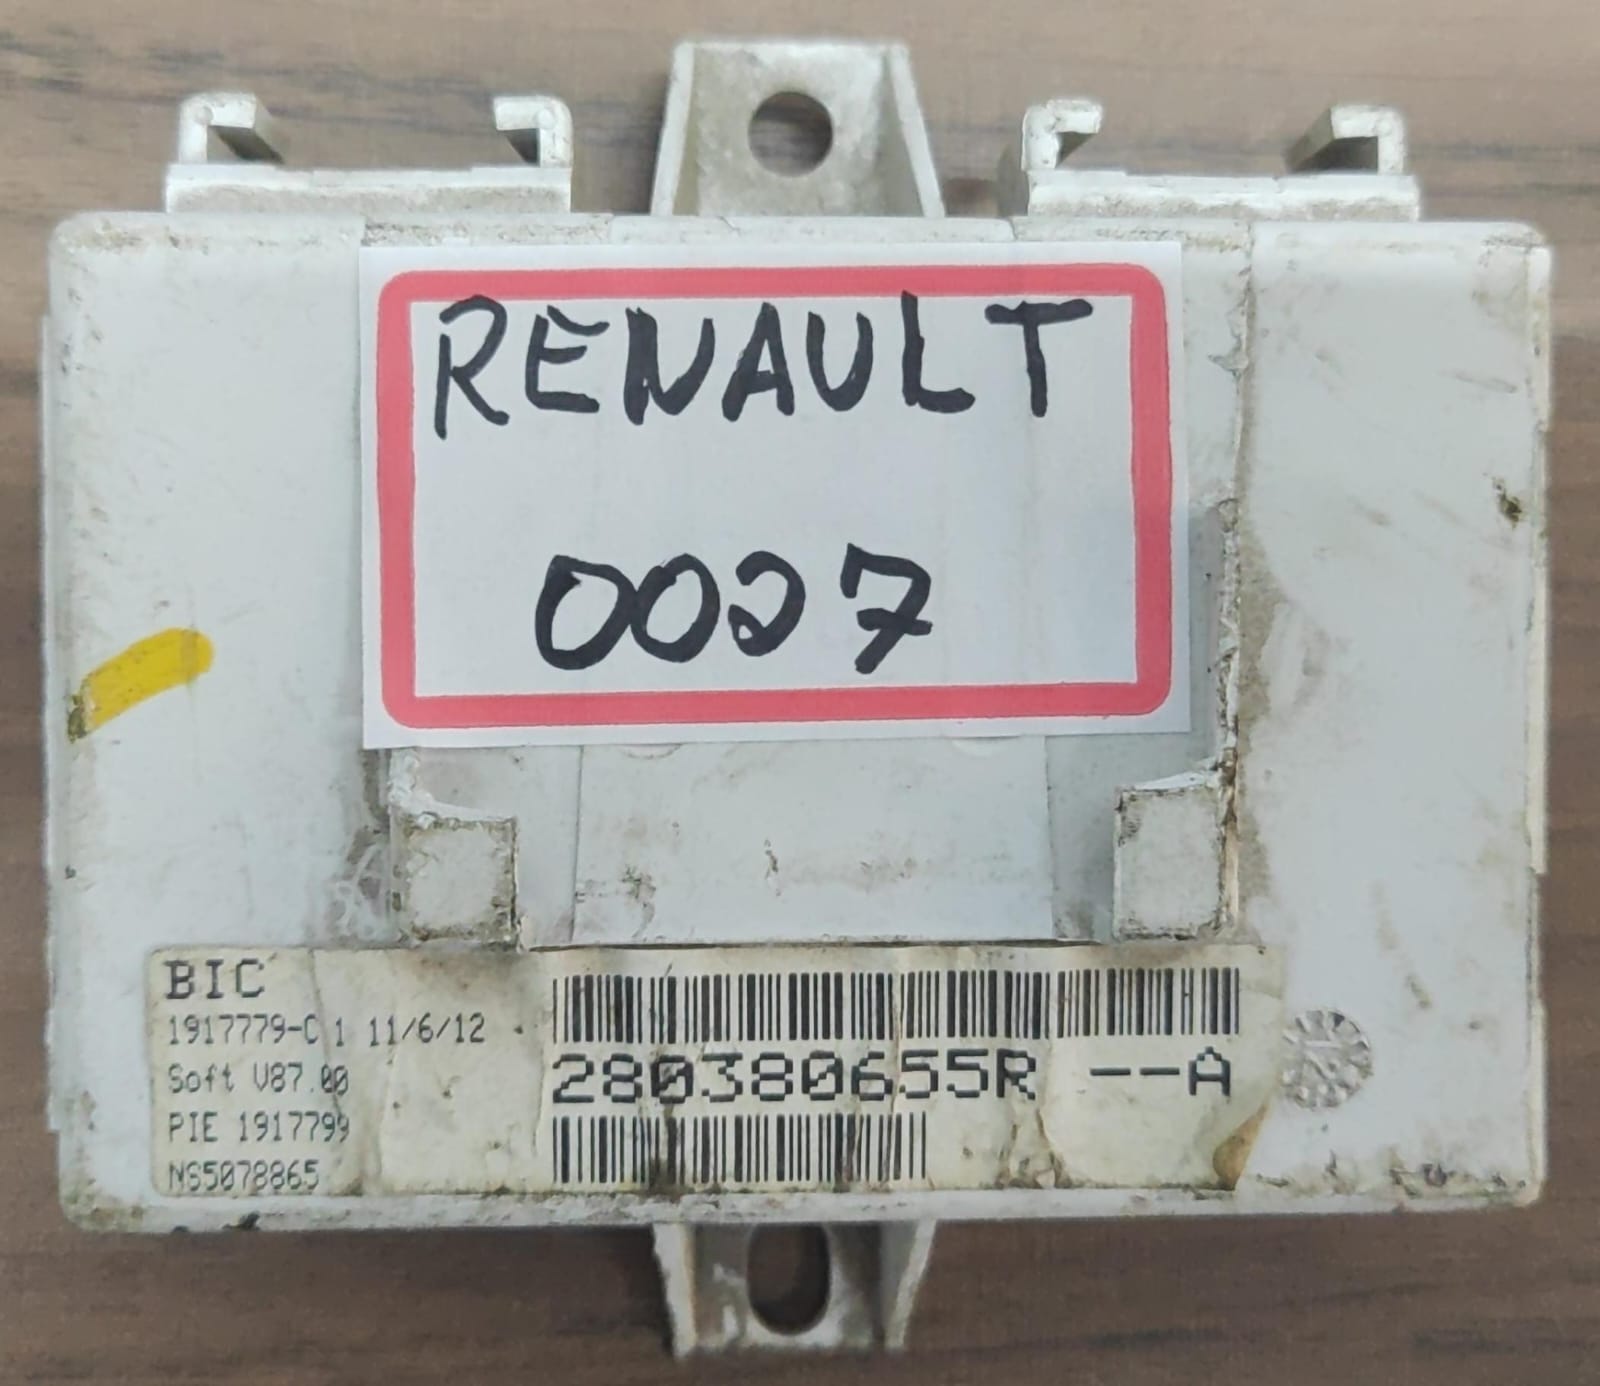 RENAULT
0027
BIC
1917779-C 1 11/6/12
Soft V87.00
PIE 1917799
NS5078865
280380655R --A